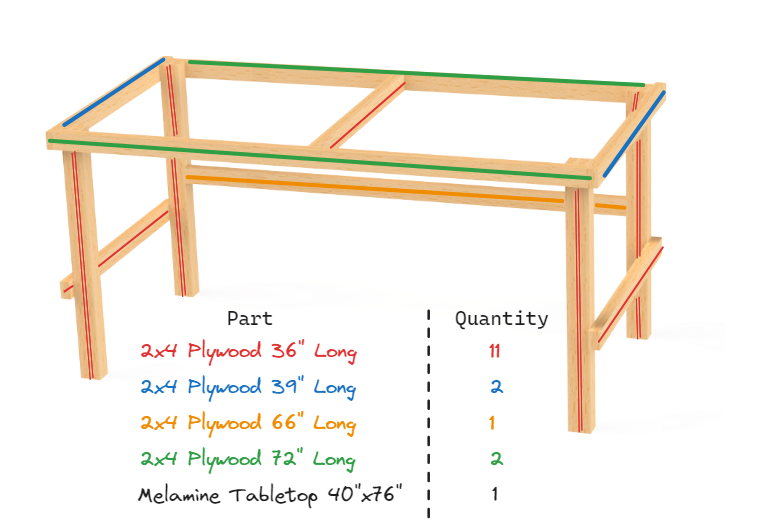 Part Quantity
2x4 Plywood 36" Long 11
2x4 Plywood 39" Long 2
2x4 Plywood 66" Long 1
2x4 Plywood 72" Long 2
Melamine Tabletop 40"x76" 1